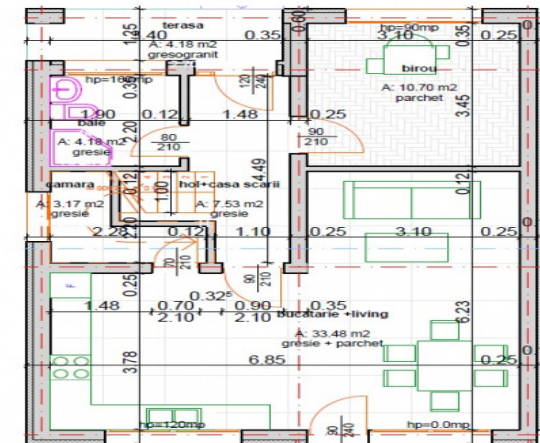 terasa
1.25
1.40
0.35
0.60
A: 4.18 m2
gresogranit
hp=90mp
3.10
0.35
0.25
birou
A: 10.70 m2
parchet
3.45
0.35
120
240
1.90
0.12
1.48
0.25
baie
2.20
80
210
90
210
A: 4.18 m2
gresie
4.49
0.12
camara
0.12
1.00
hol+casa scarii
A: 3.17 m2
gresie
A: 7.53 m2
gresie
2.20
0.12
1.10
0.25
3.10
0.25
70
210
90
210
0.25
F
1.48
0.70
2.10
0.32⁵
0.90
2.10
0.35
bucatarie +living
A: 33.48 m2
gresie + parchet
6.23
3.78
6.85
0.25
hp=120mp
90
240
hp=0.0mp